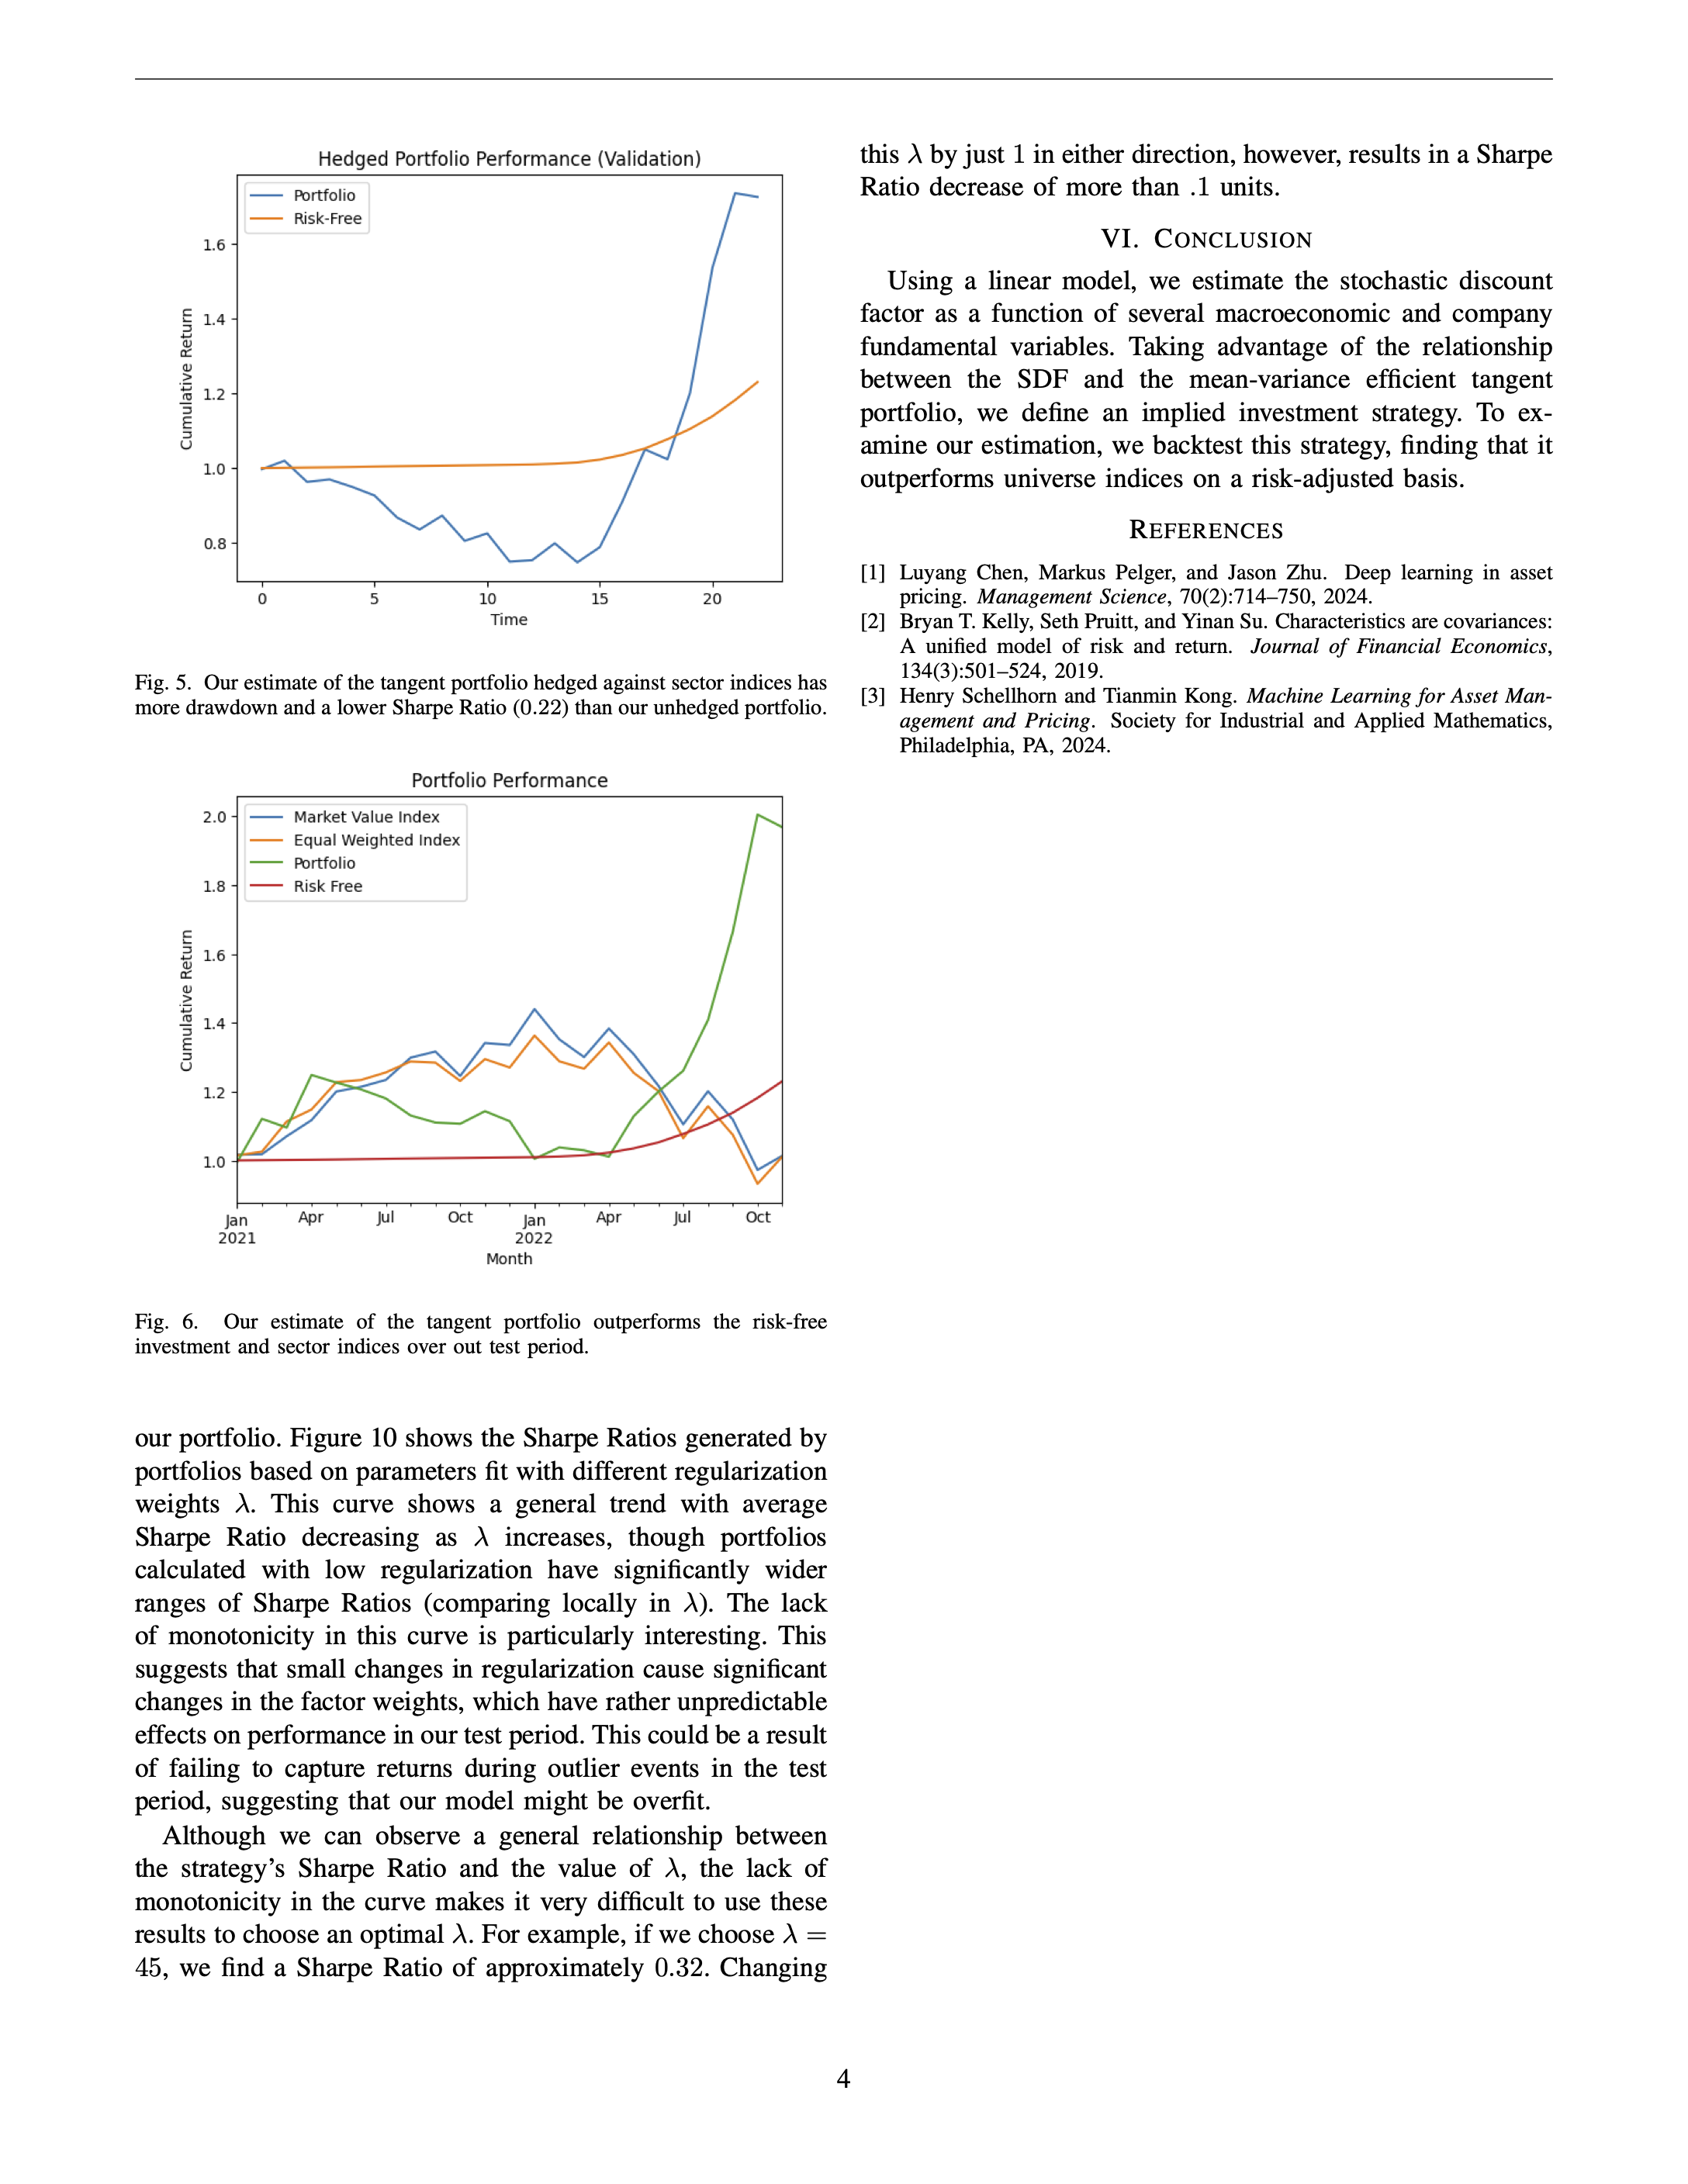 Hedged Portfolio Performance (Validation)
Portfolio
Risk-Free
Cumulative Return
1.6
1.4
1.2
1.0
0.8
0 5 10 15 20
Time
Fig. 5. Our estimate of the tangent portfolio hedged against sector indices has
more drawdown and a lower Sharpe Ratio (0.22) than our unhedged portfolio.
Portfolio Performance
Market Value Index
Equal Weighted Index
Portfolio
Risk Free
Cumulative Return
2.0
1.8
1.6
1.4
1.2
1.0
Jan Apr Jul Oct Jan Apr Jul Oct
2021 2022
Month
Fig. 6. Our estimate of the tangent portfolio outperforms the risk-free
investment and sector indices over out test period.
our portfolio. Figure 10 shows the Sharpe Ratios generated by
portfolios based on parameters fit with different regularization
weights λ. This curve shows a general trend with average
Sharpe Ratio decreasing as λ increases, though portfolios
calculated with low regularization have significantly wider
ranges of Sharpe Ratios (comparing locally in λ). The lack
of monotonicity in this curve is particularly interesting. This
suggests that small changes in regularization cause significant
changes in the factor weights, which have rather unpredictable
effects on performance in our test period. This could be a result
of failing to capture returns during outlier events in the test
period, suggesting that our model might be overfit.
Although we can observe a general relationship between
the strategy's Sharpe Ratio and the value of λ, the lack of
monotonicity in the curve makes it very difficult to use these
results to choose an optimal λ. For example, if we choose λ =
45, we find a Sharpe Ratio of approximately 0.32. Changing
this λ by just 1 in either direction, however, results in a Sharpe
Ratio decrease of more than .1 units.
VI. CONCLUSION
Using a linear model, we estimate the stochastic discount
factor as a function of several macroeconomic and company
fundamental variables. Taking advantage of the relationship
between the SDF and the mean-variance efficient tangent
portfolio, we define an implied investment strategy. To ex-
amine our estimation, we backtest this strategy, finding that it
outperforms universe indices on a risk-adjusted basis.
REFERENCES
[1] Luyang Chen, Markus Pelger, and Jason Zhu. Deep learning in asset
pricing. Management Science, 70(2):714–750, 2024.
[2] Bryan T. Kelly, Seth Pruitt, and Yinan Su. Characteristics are covariances:
A unified model of risk and return. Journal of Financial Economics,
134(3):501–524, 2019.
[3] Henry Schellhorn and Tianmin Kong. Machine Learning for Asset Man-
agement and Pricing. Society for Industrial and Applied Mathematics,
Philadelphia, PA, 2024.
4